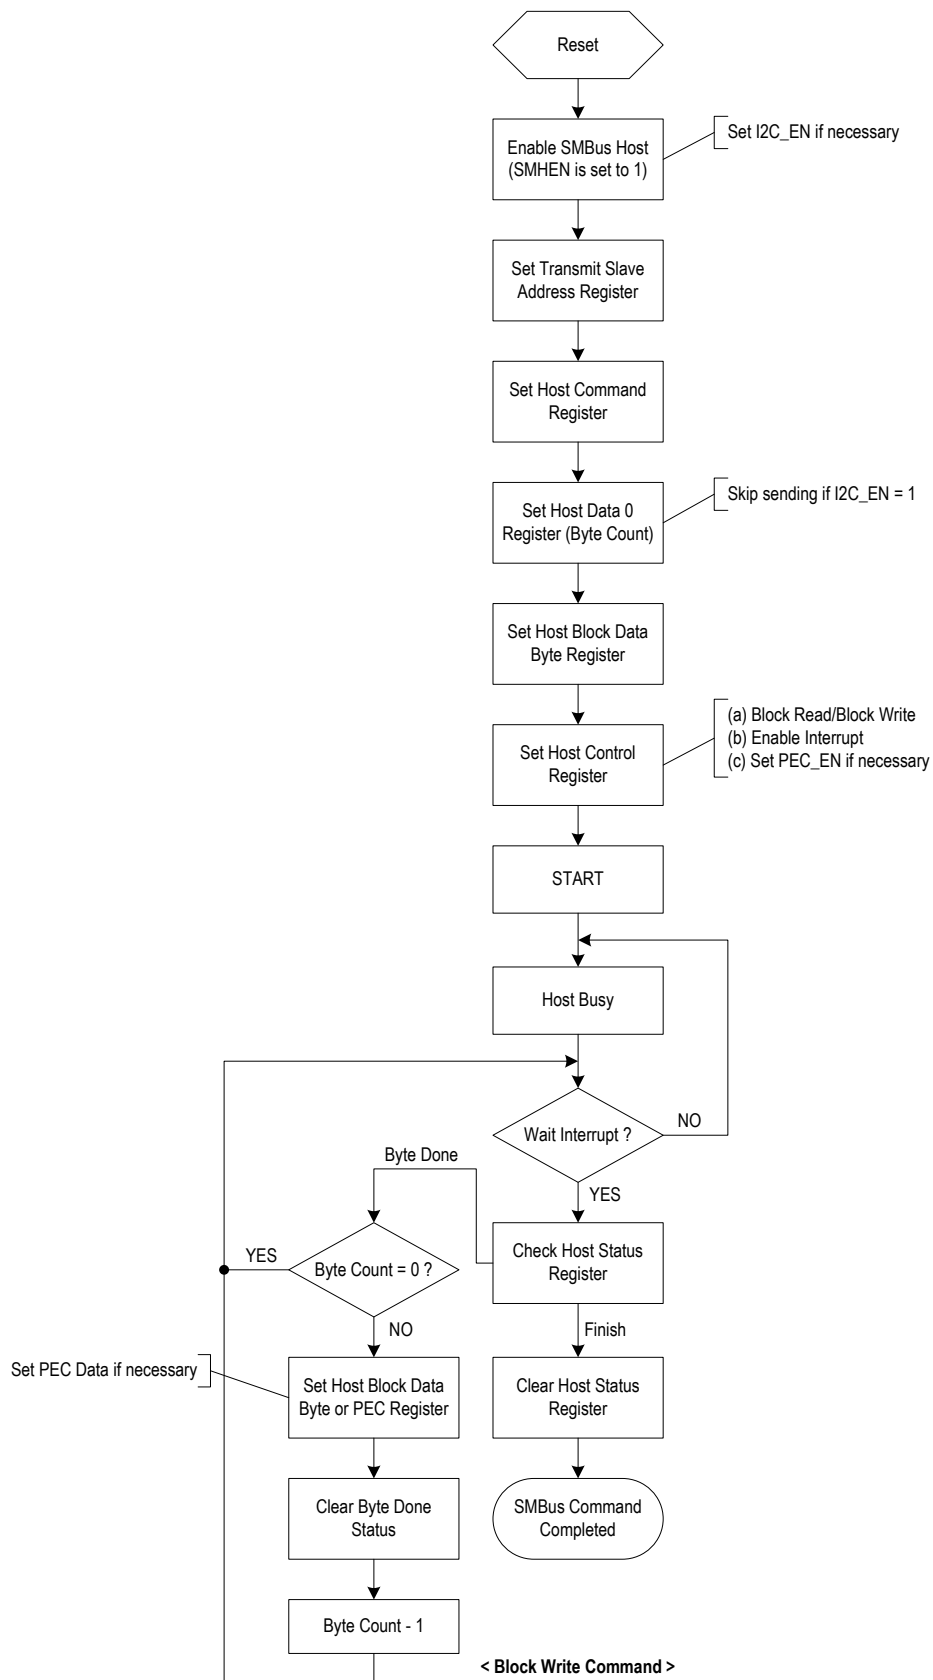 Reset
Enable SMBus Host
(SMHEN is set to 1)
Set I2C_EN if necessary
Set Transmit Slave
Address Register
Set Host Command
Register
Set Host Data 0
Register (Byte Count)
Skip sending if I2C_EN = 1
Set Host Block Data
Byte Register
Set Host Control
Register
(a) Block Read/Block Write
(b) Enable Interrupt
(c) Set PEC_EN if necessary
START
Host Busy
Wait Interrupt ?
NO
YES
Byte Done
Check Host Status
Register
Byte Count = 0 ?
YES
NO
Finish
Set PEC Data if necessary
Set Host Block Data
Byte or PEC Register
Clear Host Status
Register
Clear Byte Done
Status
SMBus Command
Completed
Byte Count - 1
< Block Write Command >